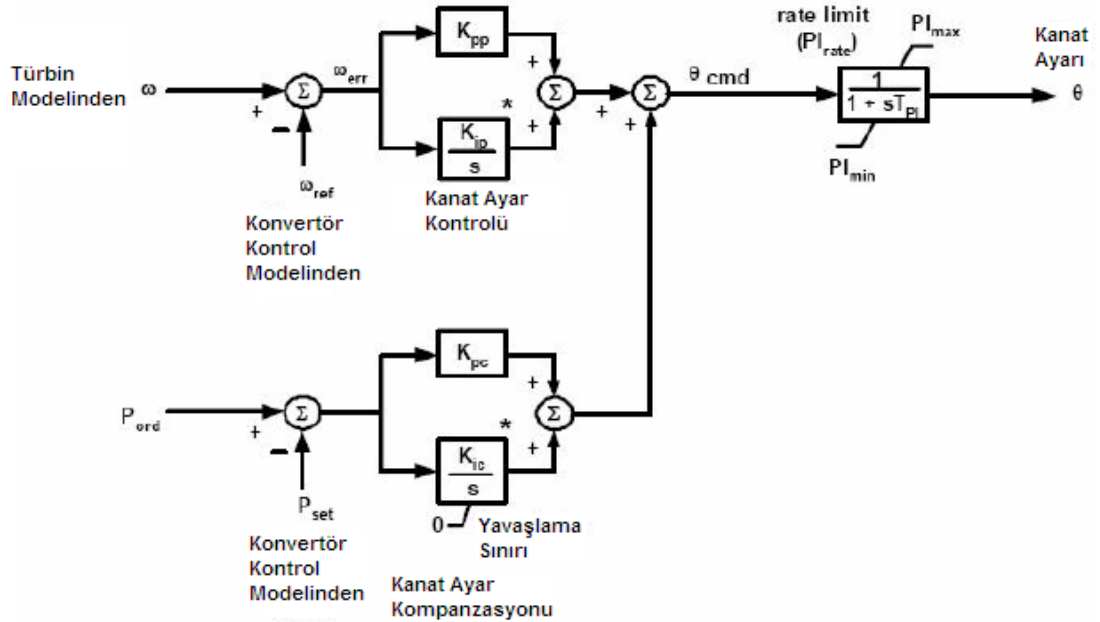 rate limit
(PI_rate)
PI_max
Kanat
Ayarı
K_pp
Türbin
Modelinden
ω
ω_err
+
+
Σ
θ cmd
1
1 + sT_PI
θ
Σ
Σ
+
−
*
+
+
+
K_ip
s
PI_min
ω_ref
Kanat Ayar
Kontrolü
Konvertör
Kontrol
Modelinden
K_pc
+
P_ord
Σ
Σ
+
−
*
+
K_ic
s
P_set
0
Yavaşlama
Sınırı
Konvertör
Kontrol
Modelinden
Kanat Ayar
Kompanzasyonu